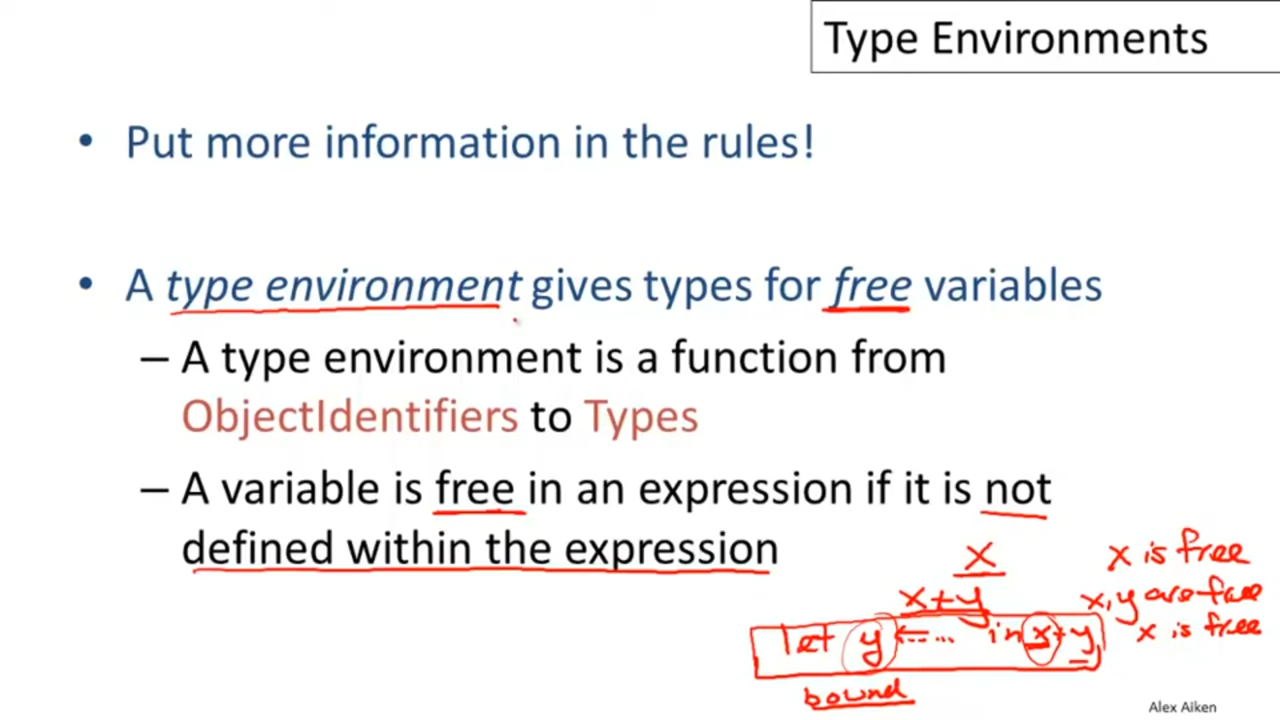 Type Environments
• Put more information in the rules!
• A type environment gives types for free variables
– A type environment is a function from
ObjectIdentifiers to Types
– A variable is free in an expression if it is not
defined within the expression
x x is free
x+y x, y are free
let y ← ... in x+y x is free
bound
Alex Aiken